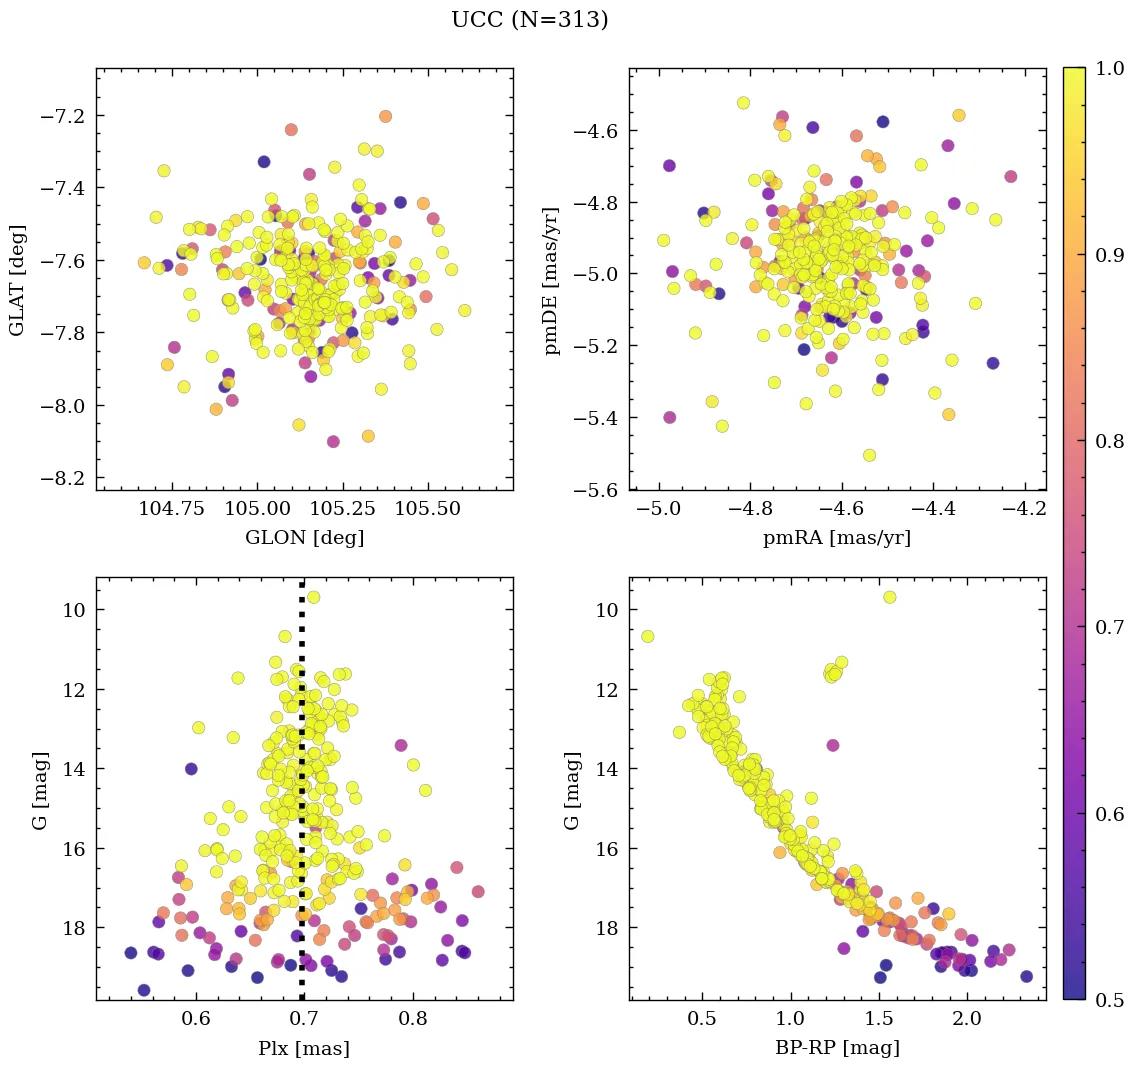 UCC (N=313)
−7.2
−7.4
−7.6
−7.8
−8.0
−8.2
GLAT [deg]
104.75 105.00 105.25 105.50
GLON [deg]
−4.6
−4.8
−5.0
−5.2
−5.4
−5.6
pmDE [mas/yr]
−5.0 −4.8 −4.6 −4.4 −4.2
pmRA [mas/yr]
10
12
14
16
18
G [mag]
0.6 0.7 0.8
Plx [mas]
10
12
14
16
18
G [mag]
0.5 1.0 1.5 2.0
BP-RP [mag]
1.0
0.9
0.8
0.7
0.6
0.5